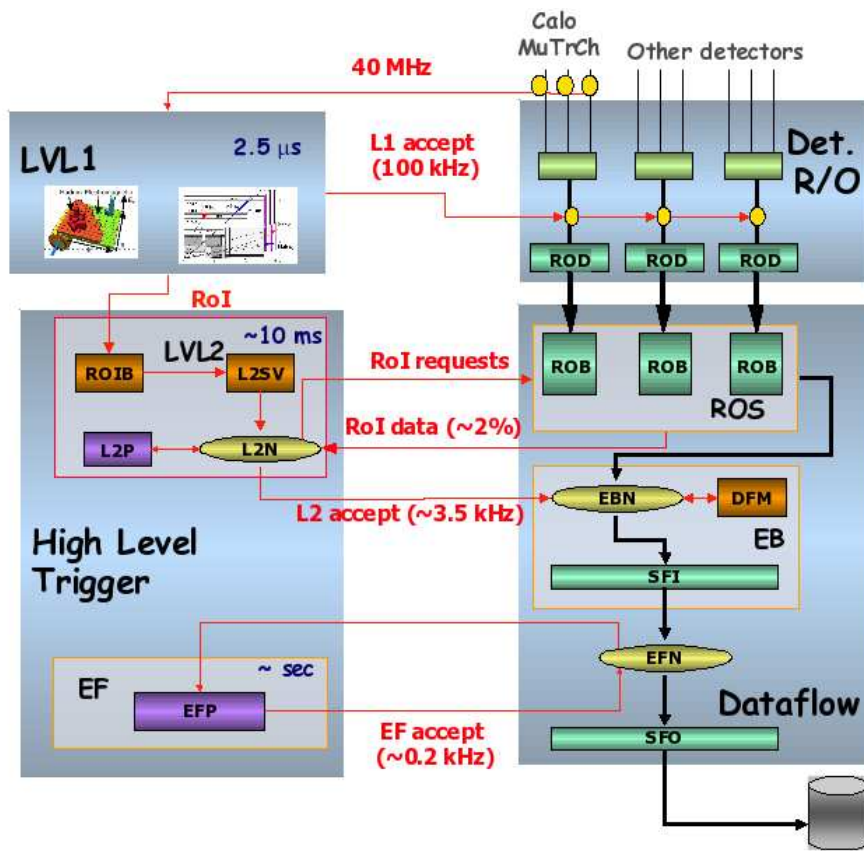 Calo
MuTrCh
Other detectors
40 MHz
LVL1
2.5 μs
L1 accept
(100 kHz)
Det.
R/O
ROD
ROD
ROD
RoI
~10 ms
LVL2
ROIB
L2SV
L2P
L2N
RoI requests
ROB
ROB
ROB
ROS
RoI data (~2%)
L2 accept (~3.5 kHz)
EBN
DFM
EB
SFI
High Level
Trigger
~ sec
EF
EFP
EFN
EF accept
(~0.2 kHz)
Dataflow
SFO